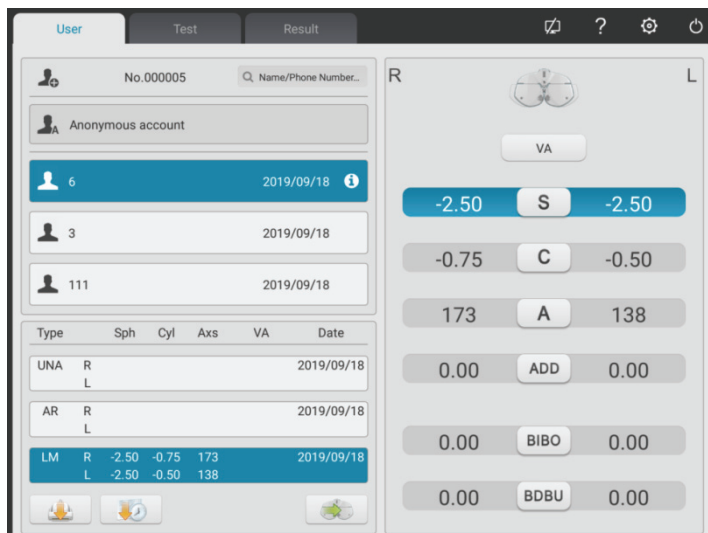 User Test Result ?
No.000005 Name/Phone Number...
A Anonymous account
6 2019/09/18
3 2019/09/18
111 2019/09/18
Type Sph Cyl Axs VA Date
UNA R 2019/09/18
L
AR R 2019/09/18
L
LM R -2.50 -0.75 173 2019/09/18
L -2.50 -0.50 138
R L
VA
-2.50 S -2.50
-0.75 C -0.50
173 A 138
0.00 ADD 0.00
0.00 BIBO 0.00
0.00 BDBU 0.00